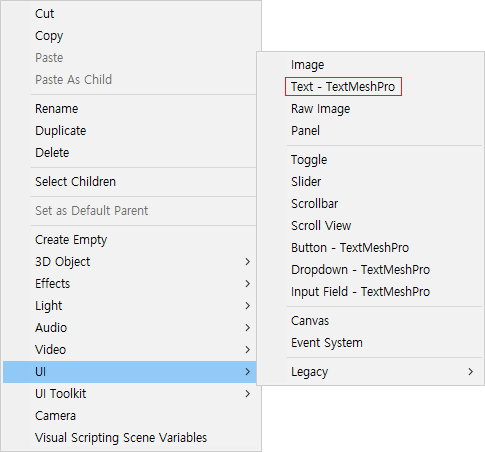 Cut
Copy
Paste
Paste As Child
Rename
Duplicate
Delete
Select Children
Set as Default Parent
Create Empty
3D Object
Effects
Light
Audio
Video
UI
UI Toolkit
Camera
Visual Scripting Scene Variables
Image
Text - TextMeshPro
Raw Image
Panel
Toggle
Slider
Scrollbar
Scroll View
Button - TextMeshPro
Dropdown - TextMeshPro
Input Field - TextMeshPro
Canvas
Event System
Legacy